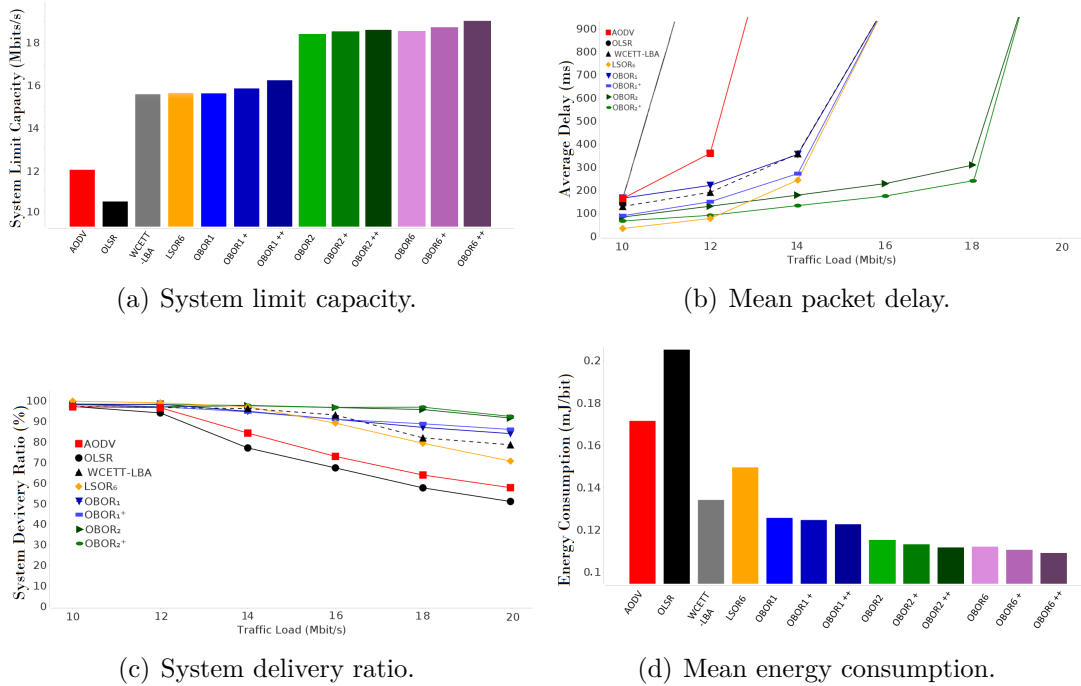 System Limit Capacity (Mbits/s)
18
16
14
12
10
AODV
OLSR
WCETT
-LBA
LSOR6
OBOR1
OBOR1 +
OBOR1 ++
OBOR2
OBOR2 +
OBOR2 ++
OBOR6
OBOR6 +
OBOR6 ++
(a) System limit capacity.
Average Delay (ms)
900
800
700
600
500
400
300
200
100
0
AODV
OLSR
WCETT-LBA
LSOR₆
OBOR₁
OBOR₁⁺
OBOR₂
OBOR₂⁺
10 12 14 16 18 20
Traffic Load (Mbit/s)
(b) Mean packet delay.
System Devivery Ratio (%)
100
90
80
70
60
50
40
30
20
10
0
AODV
OLSR
WCETT-LBA
LSOR₆
OBOR₁
OBOR₁⁺
OBOR₂
OBOR₂⁺
10 12 14 16 18 20
Traffic Load (Mbit/s)
(c) System delivery ratio.
Energy Consumption (mJ/bit)
0.2
0.18
0.16
0.14
0.12
0.1
AODV
OLSR
WCETT
-LBA
LSOR6
OBOR1
OBOR1 +
OBOR1 ++
OBOR2
OBOR2 +
OBOR2 ++
OBOR6
OBOR6 +
OBOR6 ++
(d) Mean energy consumption.